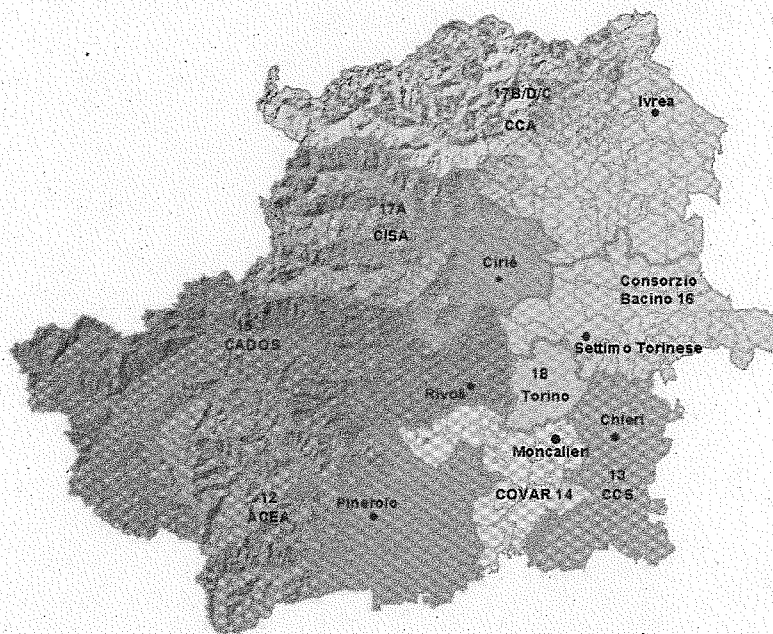 17B/D/C
CCA
Ivrea
17A
CISA
Ciriè
Consorzio
Bacino 16
15
CADOS
Settimo Torinese
18
Torino
Rivoli
Chieri
Moncalieri
12
ACEA
Pinerolo
COVAR 14
13
CCS